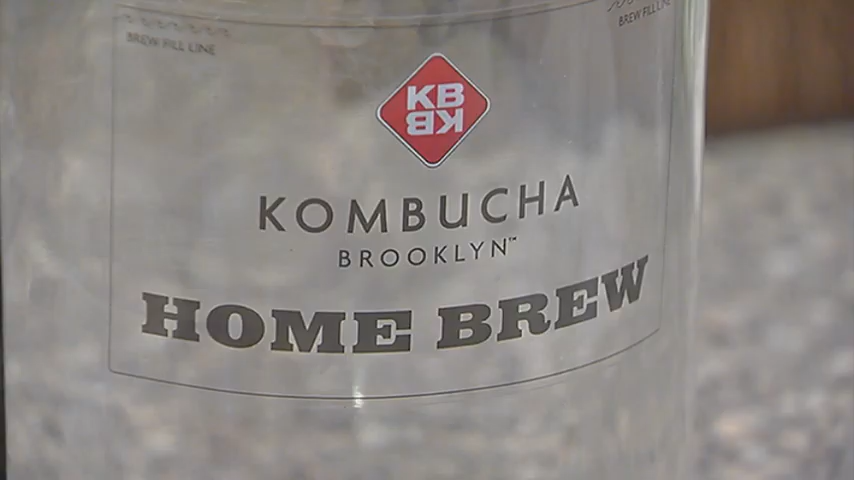 BREW FILL LINE
BREW FILL LINE
KB
KB
KOMBUCHA
BROOKLYN™
HOME BREW